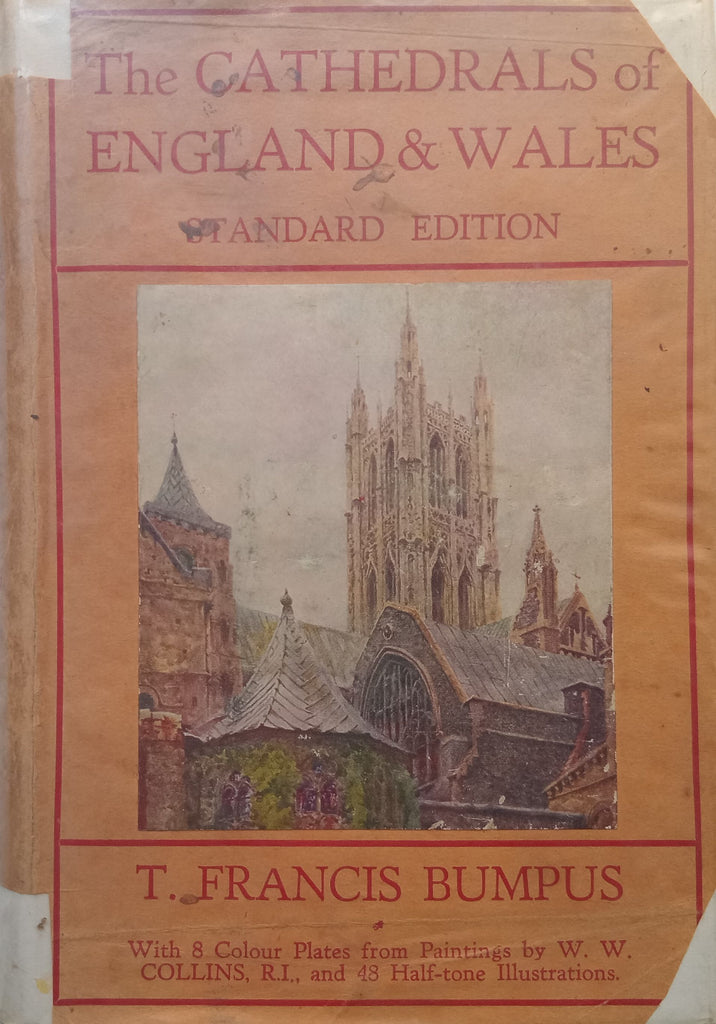 The CATHEDRALS of
ENGLAND & WALES
STANDARD EDITION
T. FRANCIS BUMPUS
With 8 Colour Plates from Paintings by W. W.
COLLINS, R.I., and 48 Half-tone Illustrations.